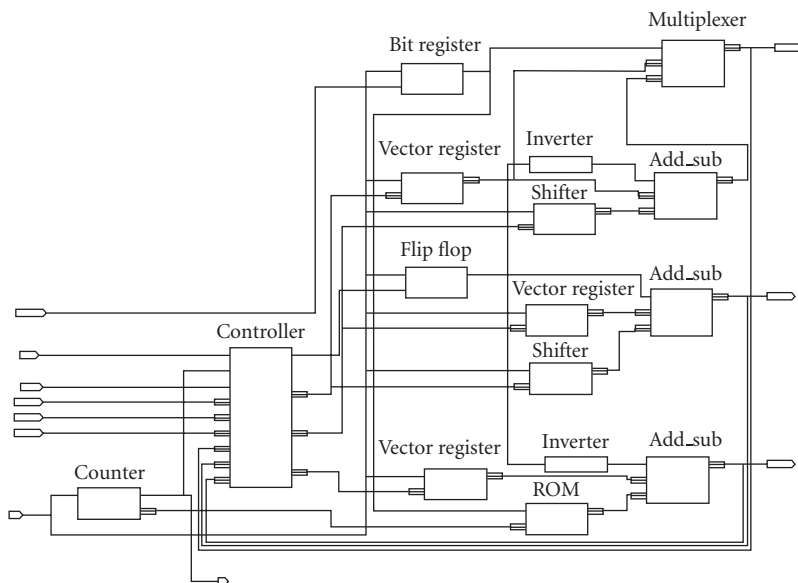 Multiplexer
Bit register
Inverter
Vector register
Add_sub
Shifter
Flip flop
Add_sub
Vector register
Controller
Shifter
Inverter
Add_sub
Vector register
Counter
ROM